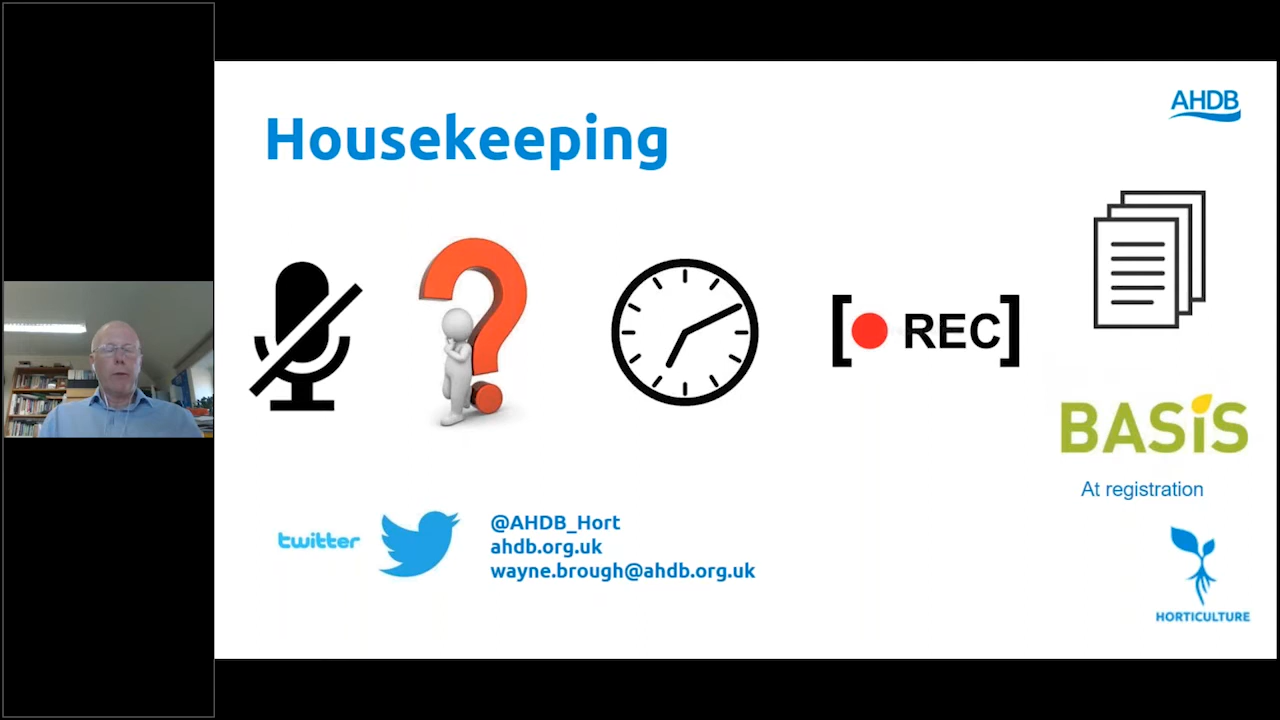 AHDB
Housekeeping
[● REC]
BASiS
At registration
twitter
@AHDB_Hort
ahdb.org.uk
wayne.brough@ahdb.org.uk
HORTICULTURE